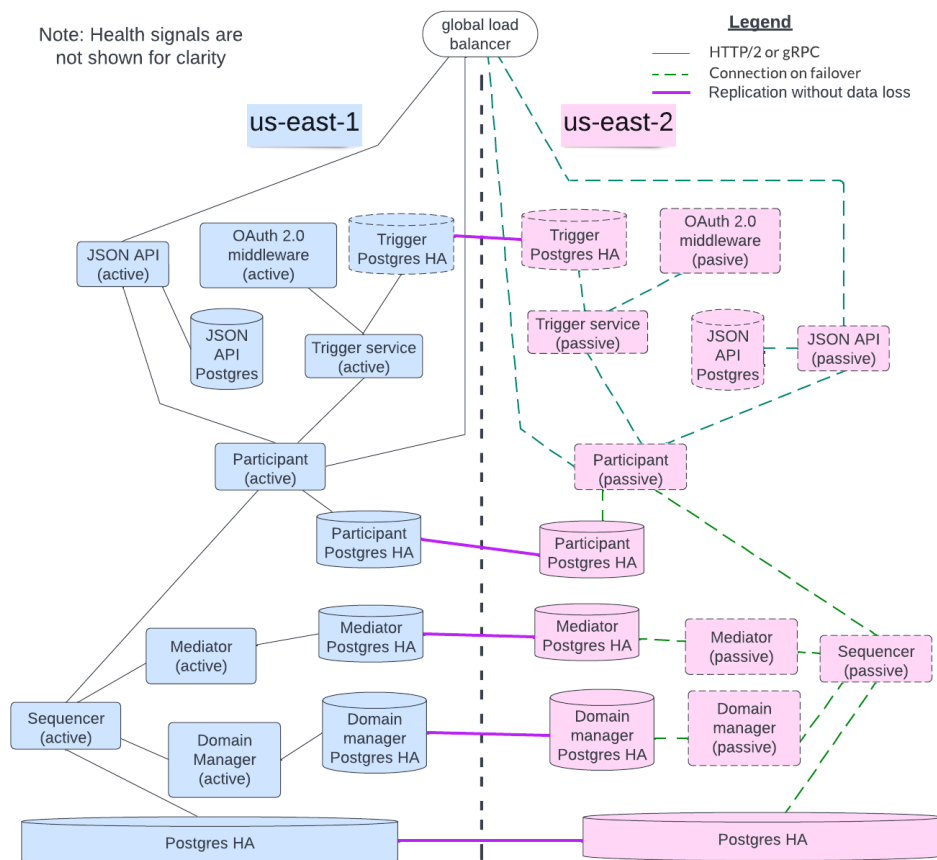 Note: Health signals are
not shown for clarity
global load
balancer
Legend
HTTP/2 or gRPC
Connection on failover
Replication without data loss
us-east-1
us-east-2
JSON API
(active)
OAuth 2.0
middleware
(active)
Trigger
Postgres HA
Trigger
Postgres HA
OAuth 2.0
middleware
(pasive)
JSON
API
Postgres
Trigger service
(active)
Trigger service
(passive)
JSON
API
Postgres
JSON API
(passive)
Participant
(active)
Participant
(passive)
Participant
Postgres HA
Participant
Postgres HA
Mediator
(active)
Mediator
Postgres HA
Mediator
Postgres HA
Mediator
(passive)
Sequencer
(passive)
Sequencer
(active)
Domain
Manager
(active)
Domain
manager
Postgres HA
Domain
manager
Postgres HA
Domain
manager
(passive)
Postgres HA
Postgres HA